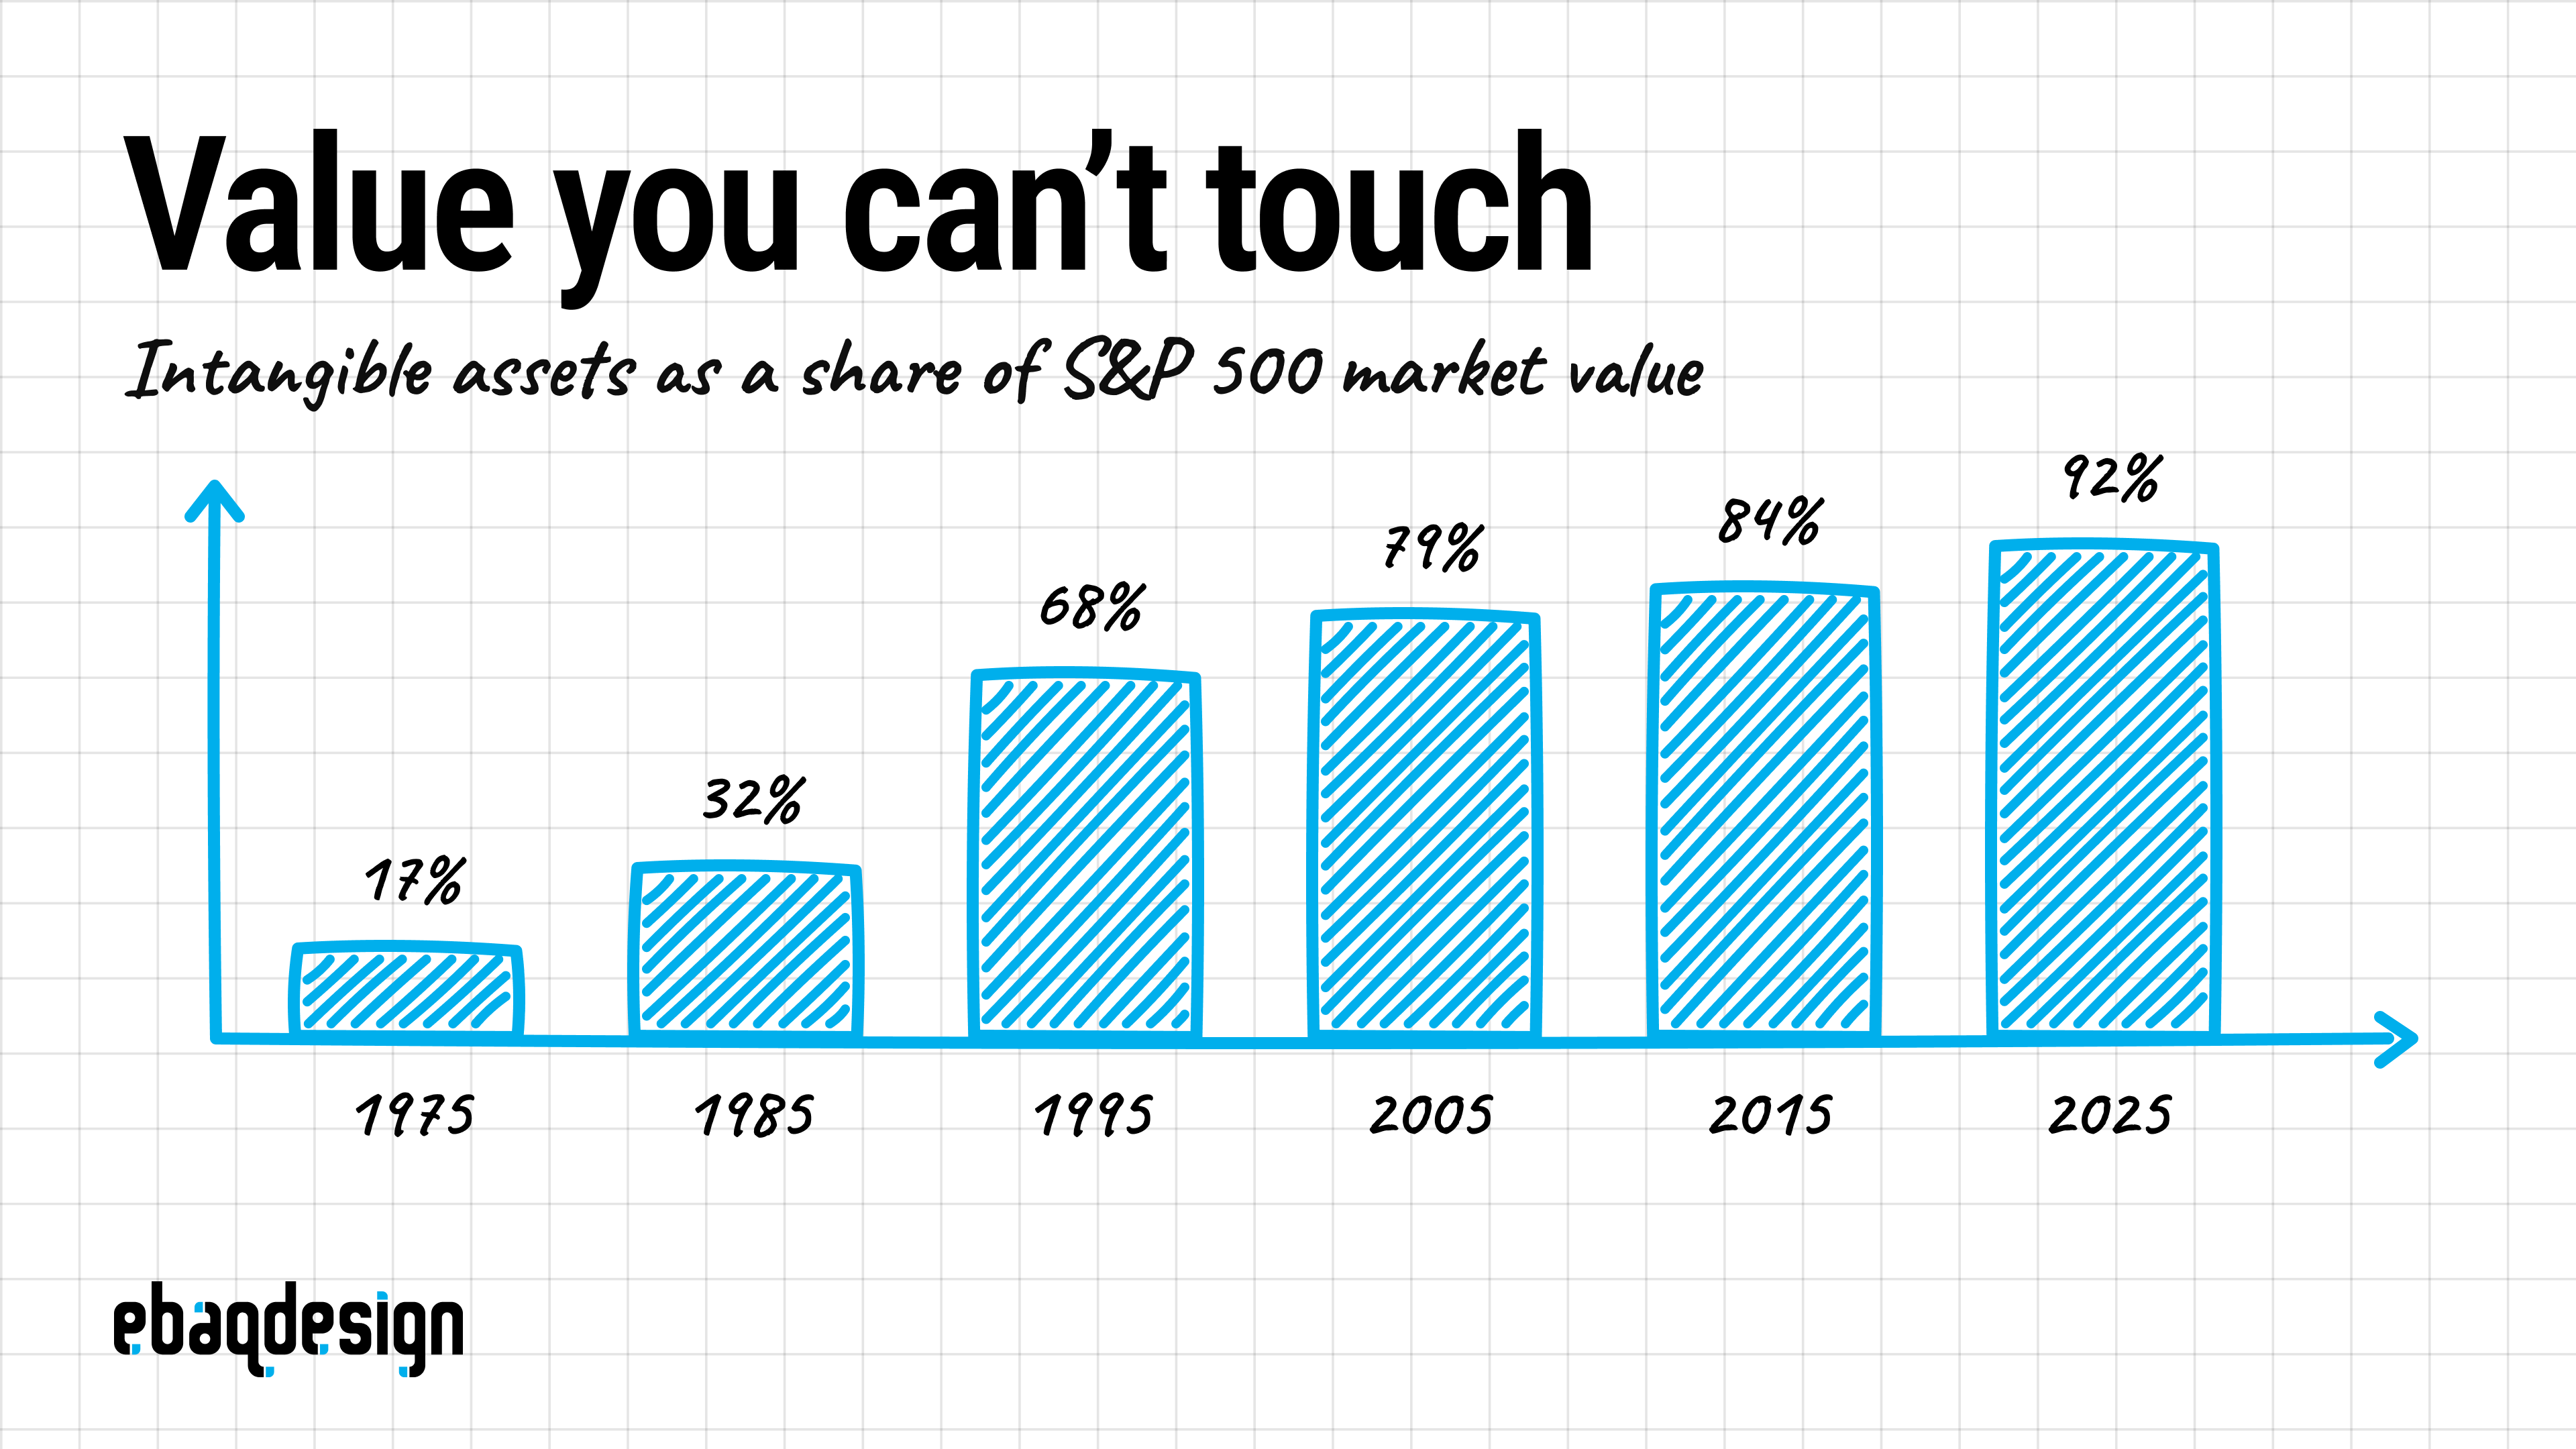 Value you can’t touch
Intangible assets as a share of S&P 500 market value
92%
84%
79%
68%
32%
17%
1975 1985 1995 2005 2015 2025
ebaqdesign